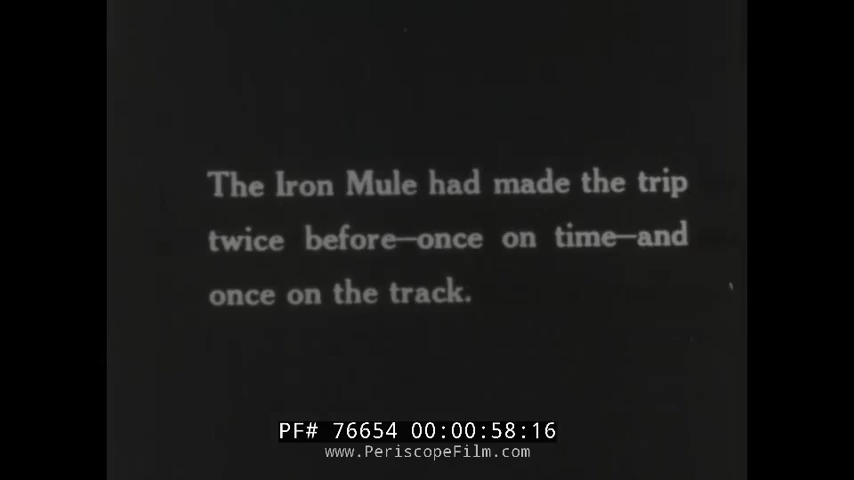 The Iron Mule had made the trip
twice before—once on time—and
once on the track.
PF# 76654 00:00:58:16
www.PeriscopeFilm.com